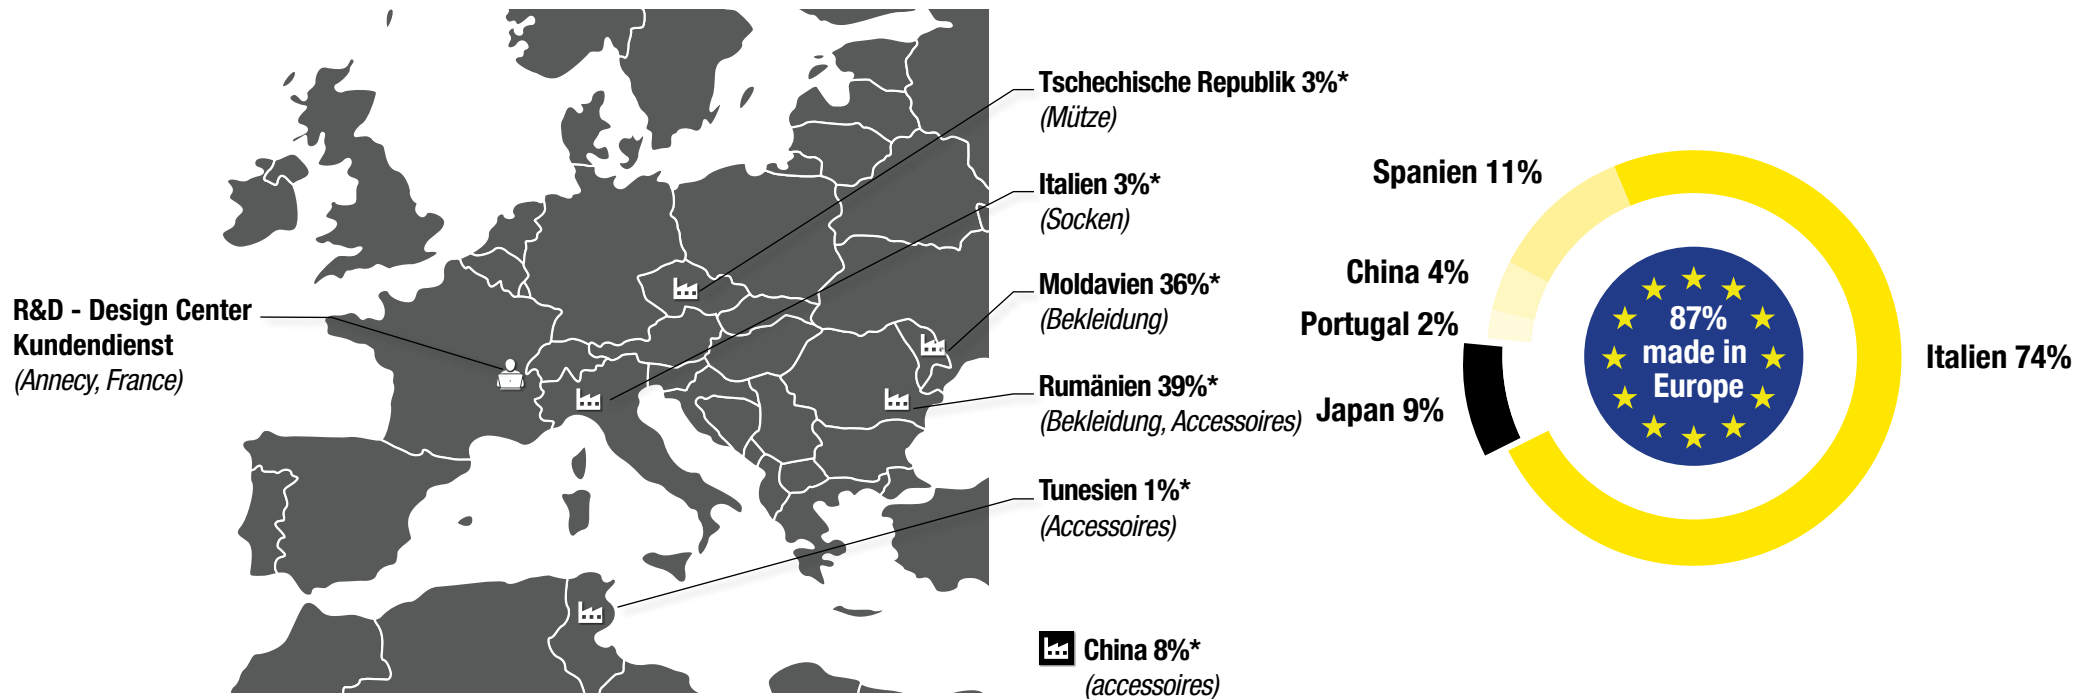 R&D - Design Center
Kundendienst
(Annecy, France)
Tschechische Republik 3%*
(Mütze)
Italien 3%*
(Socken)
Moldavien 36%*
(Bekleidung)
Rumänien 39%*
(Bekleidung, Accessoires)
Tunesien 1%*
(Accessoires)
China 8%*
(accessoires)
Spanien 11%
China 4%
Portugal 2%
Japan 9%
87%
made in
Europe
Italien 74%